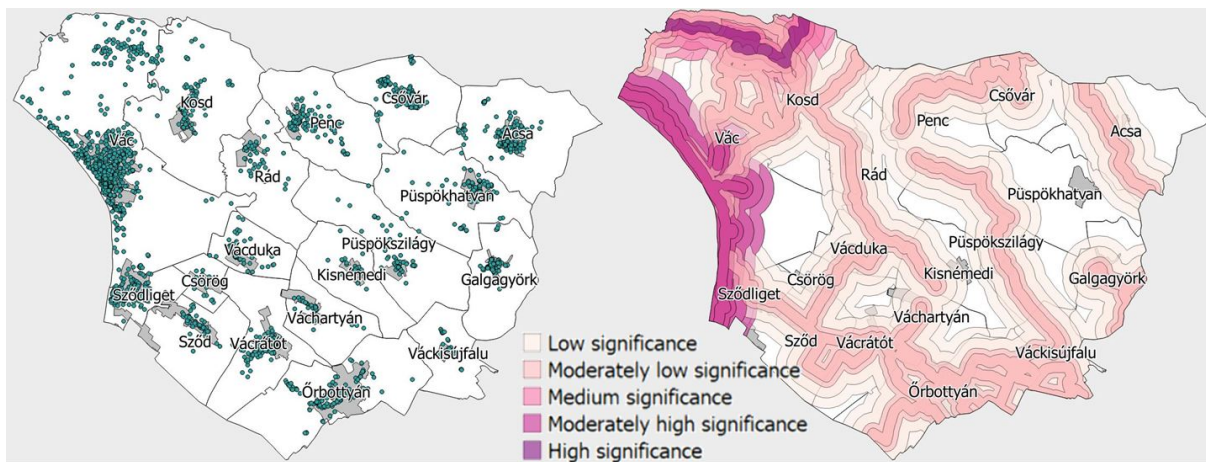 Kosd
Penc
Csővár
Acsa
Vác
Rád
Püspökhatvan
Vácduka
Püspökszilágy
Kisnémedi
Galgagyörk
Csörög
Sződliget
Váchartyán
Sződ
Vácrátót
Váckisújfalu
Őrbottyán
Kosd
Penc
Csővár
Acsa
Vác
Rád
Püspökhatvan
Vácduka
Püspökszilágy
Kisnémedi
Galgagyörk
Csörög
Sződliget
Váchartyán
Sződ
Vácrátót
Váckisújfalu
Őrbottyán
Low significance
Moderately low significance
Medium significance
Moderately high significance
High significance